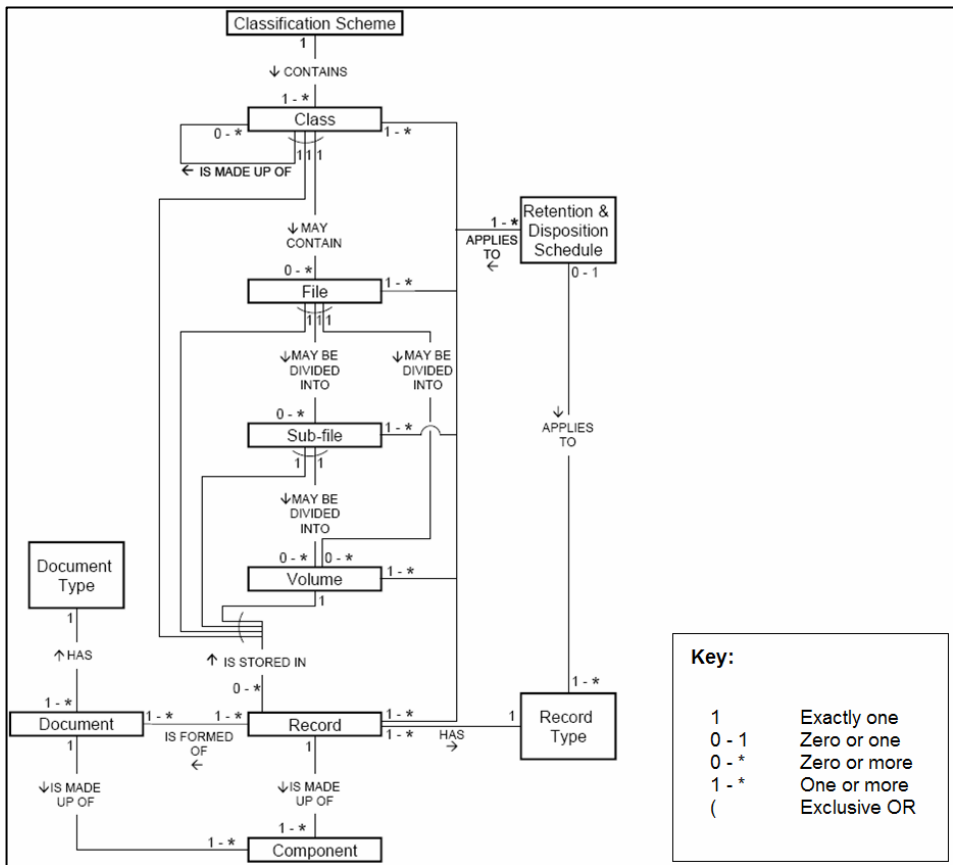 Classification Scheme
1
↓ CONTAINS
1 - *
Class
0 - *
1 - *
1 1 1
← IS MADE UP OF
↓ MAY
CONTAIN
1 - *
APPLIES
TO
←
Retention &
Disposition
Schedule
0 - 1
0 - *
File
1 - *
1 1 1
↓ MAY BE
DIVIDED
INTO
↓ MAY BE
DIVIDED
INTO
↓
APPLIES
TO
0 - *
Sub-file
1 - *
1 1
↓ MAY BE
DIVIDED
INTO
0 - *
0 - *
Volume
1 - *
1
Document
Type
1
↑ HAS
↑ IS STORED IN
0 - *
1 - *
Document
1 - *
1 - *
IS FORMED
OF
←
Record
1 - *
1 - *
HAS
→
1
1 - *
Record
Type
1
↓ IS MADE
UP OF
1
↓ IS MADE
UP OF
1 - *
1 - *
Component
Key:
1 Exactly one
0 - 1 Zero or one
0 - * Zero or more
1 - * One or more
( Exclusive OR